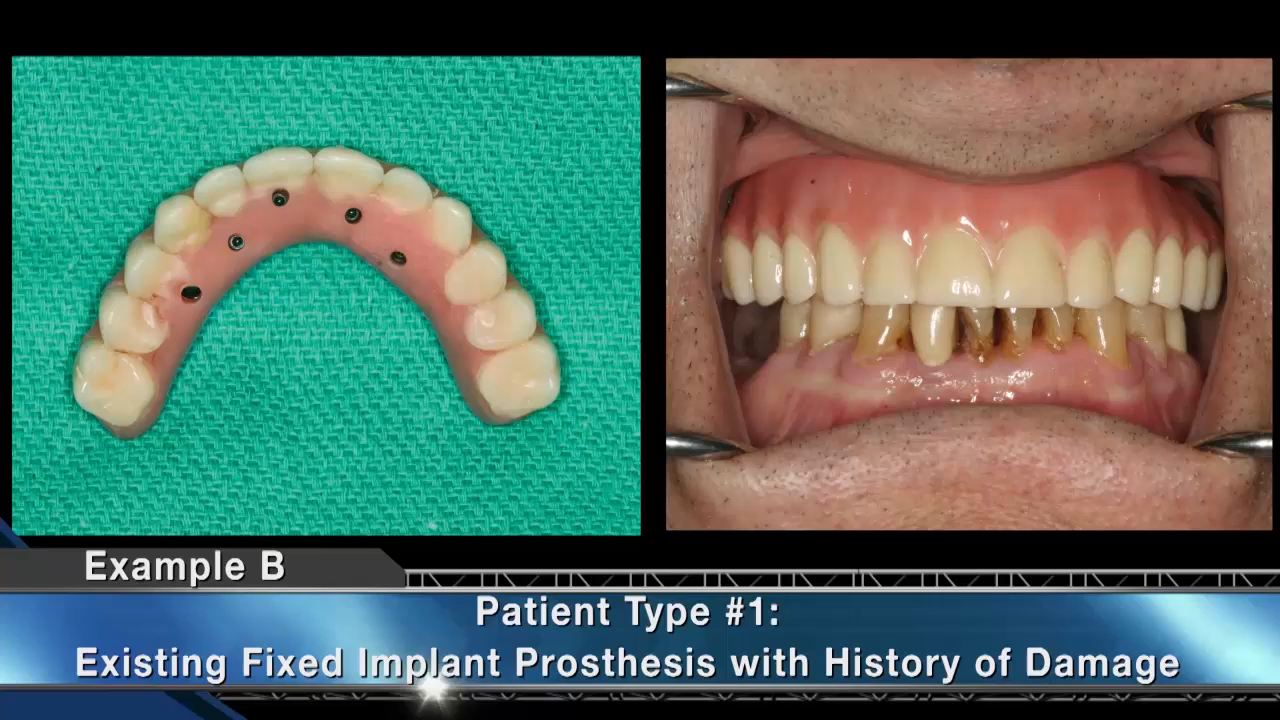 Example B
Patient Type #1:
Existing Fixed Implant Prosthesis with History of Damage